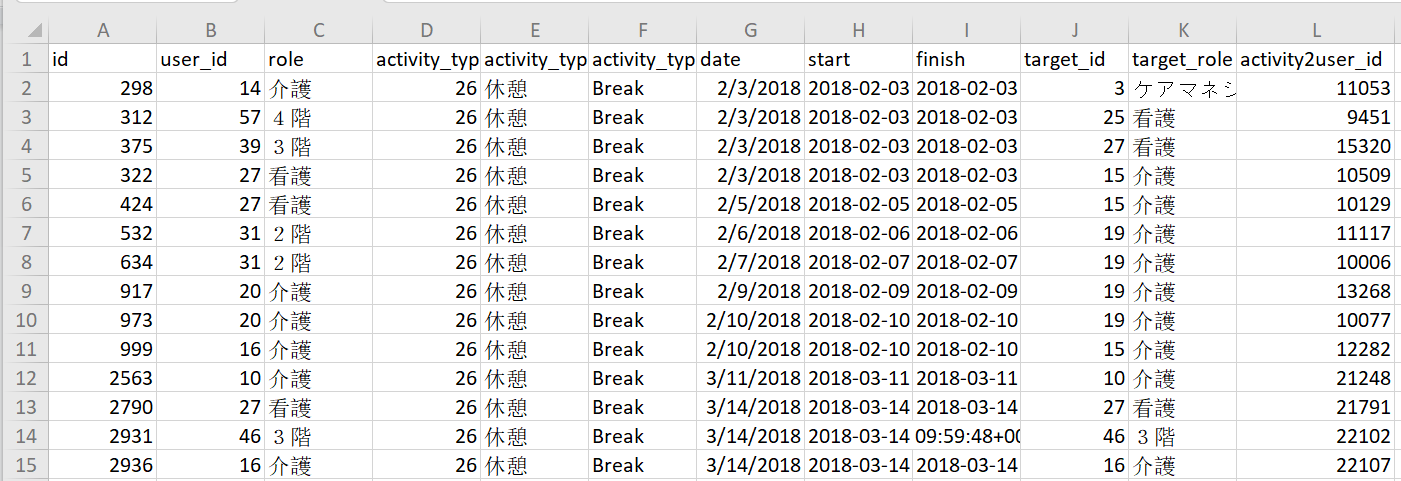 A B C D E F G H I J K L
1 id user_id role activity_typ activity_typ activity_typ date start finish target_id target_role activity2user_id
2 298 14 介護 26 休憩 Break 2/3/2018 2018-02-03 2018-02-03 3 ケアマネシ 11053
3 312 57 ４階 26 休憩 Break 2/3/2018 2018-02-03 2018-02-03 25 看護 9451
4 375 39 ３階 26 休憩 Break 2/3/2018 2018-02-03 2018-02-03 27 看護 15320
5 322 27 看護 26 休憩 Break 2/3/2018 2018-02-03 2018-02-03 15 介護 10509
6 424 27 看護 26 休憩 Break 2/5/2018 2018-02-05 2018-02-05 15 介護 10129
7 532 31 ２階 26 休憩 Break 2/6/2018 2018-02-06 2018-02-06 19 介護 11117
8 634 31 ２階 26 休憩 Break 2/7/2018 2018-02-07 2018-02-07 19 介護 10006
9 917 20 介護 26 休憩 Break 2/9/2018 2018-02-09 2018-02-09 19 介護 13268
10 973 20 介護 26 休憩 Break 2/10/2018 2018-02-10 2018-02-10 19 介護 10077
11 999 16 介護 26 休憩 Break 2/10/2018 2018-02-10 2018-02-10 15 介護 12282
12 2563 10 介護 26 休憩 Break 3/11/2018 2018-03-11 2018-03-11 10 介護 21248
13 2790 27 看護 26 休憩 Break 3/14/2018 2018-03-14 2018-03-14 27 看護 21791
14 2931 46 ３階 26 休憩 Break 3/14/2018 2018-03-14 09:59:48+00 46 ３階 22102
15 2936 16 介護 26 休憩 Break 3/14/2018 2018-03-14 2018-03-14 16 介護 22107